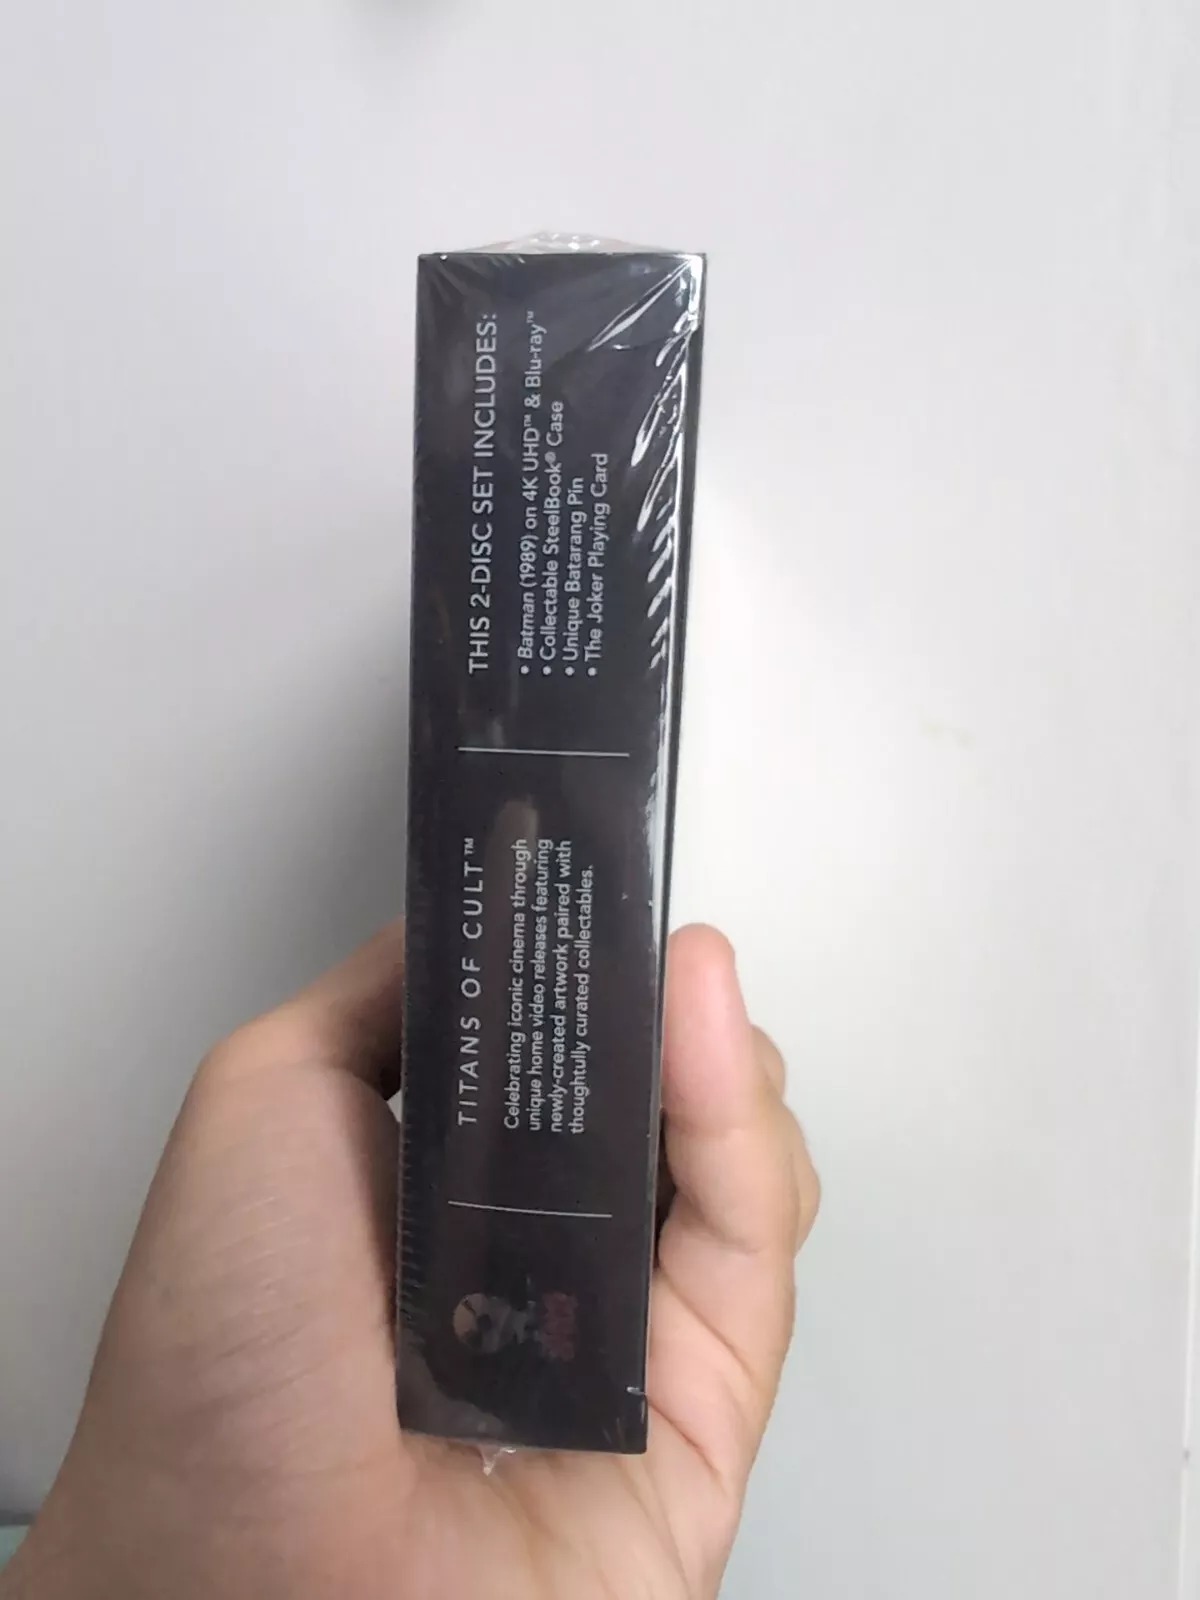 TITANS OF CULT™
Celebrating iconic cinema through
unique home video releases featuring
newly-created artwork paired with
thoughtfully curated collectables.
THIS 2-DISC SET INCLUDES:
• Batman (1989) on 4K UHD™ & Blu-ray™
• Collectable SteelBook® Case
• Unique Batarang Pin
• The Joker Playing Card